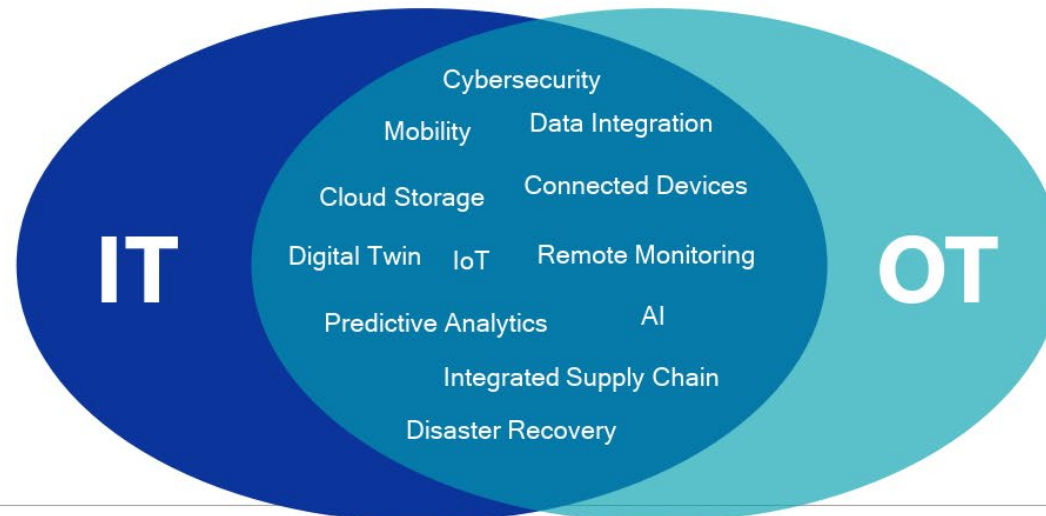 Cybersecurity
Mobility
Data Integration
Cloud Storage
Connected Devices
IT
Digital Twin
IoT
Remote Monitoring
OT
Predictive Analytics
AI
Integrated Supply Chain
Disaster Recovery